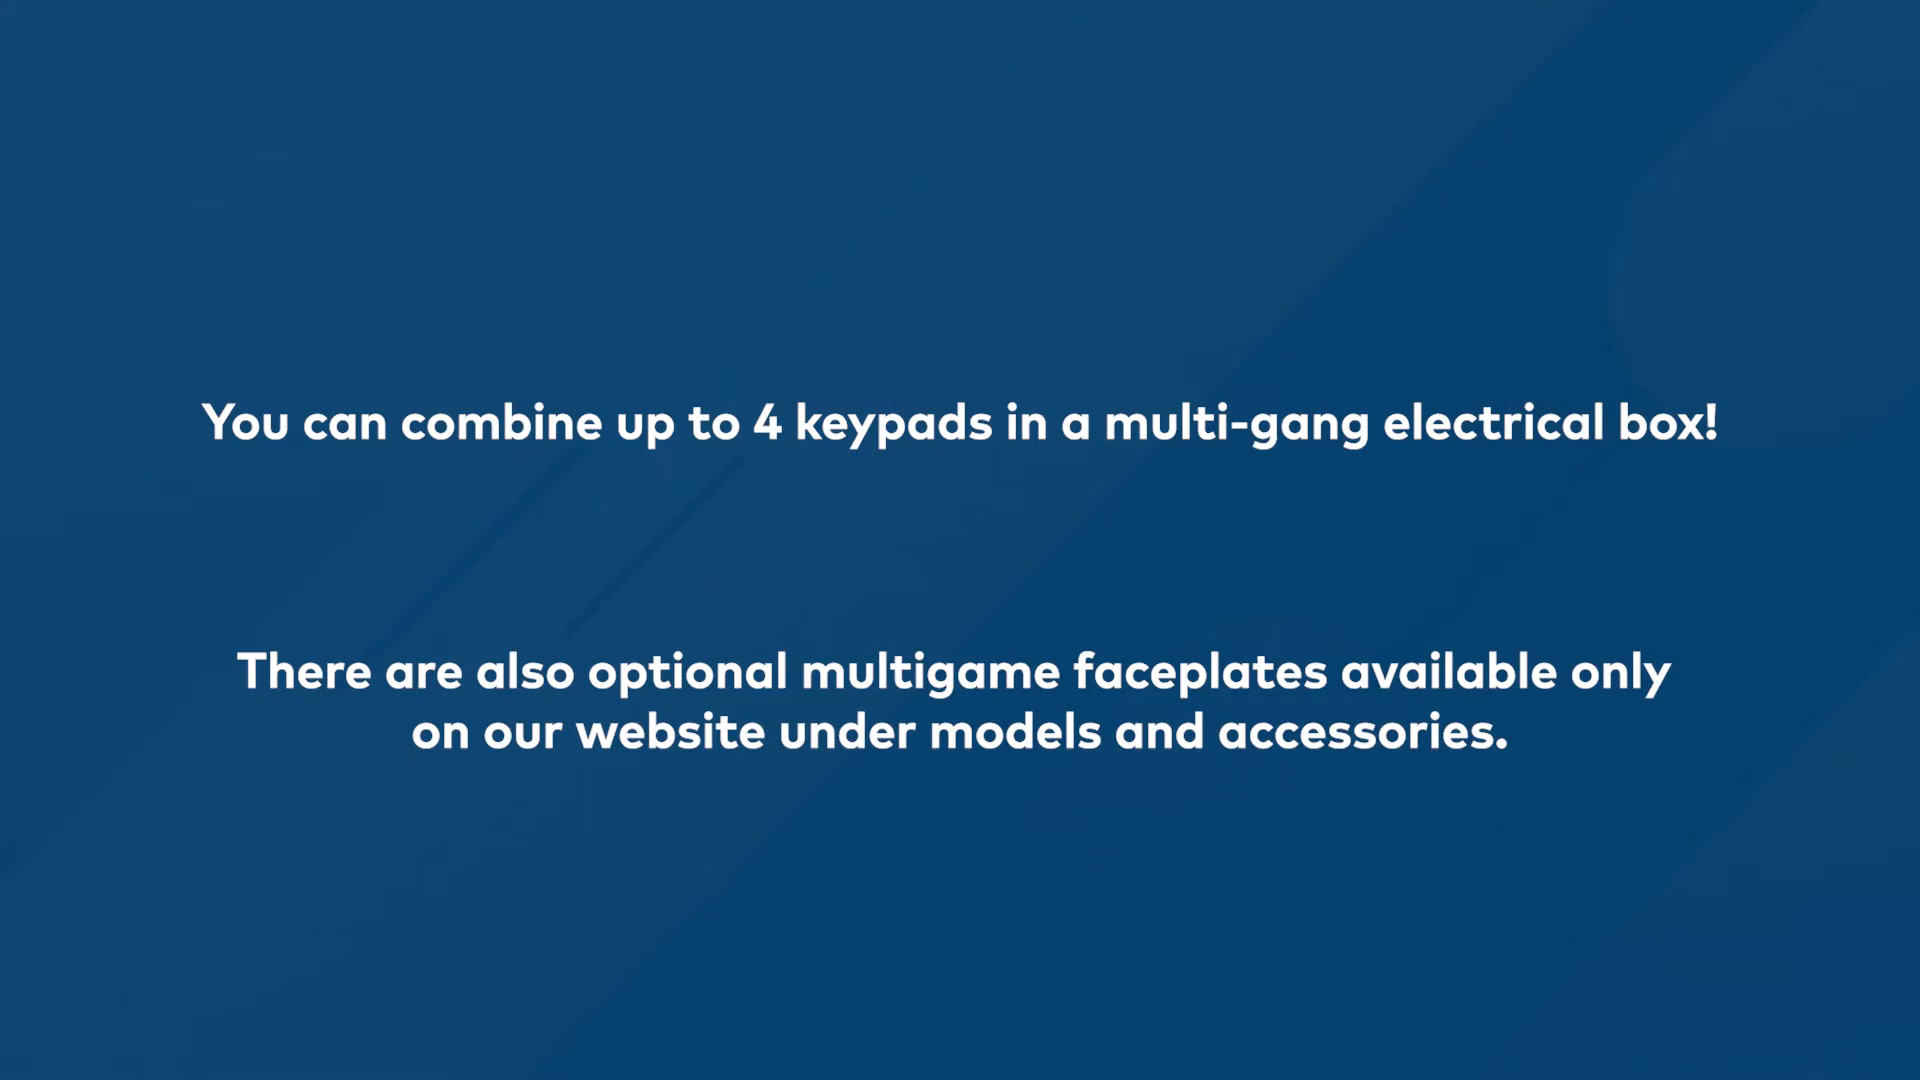 You can combine up to 4 keypads in a multi-gang electrical box!
There are also optional multigame faceplates available only
on our website under models and accessories.